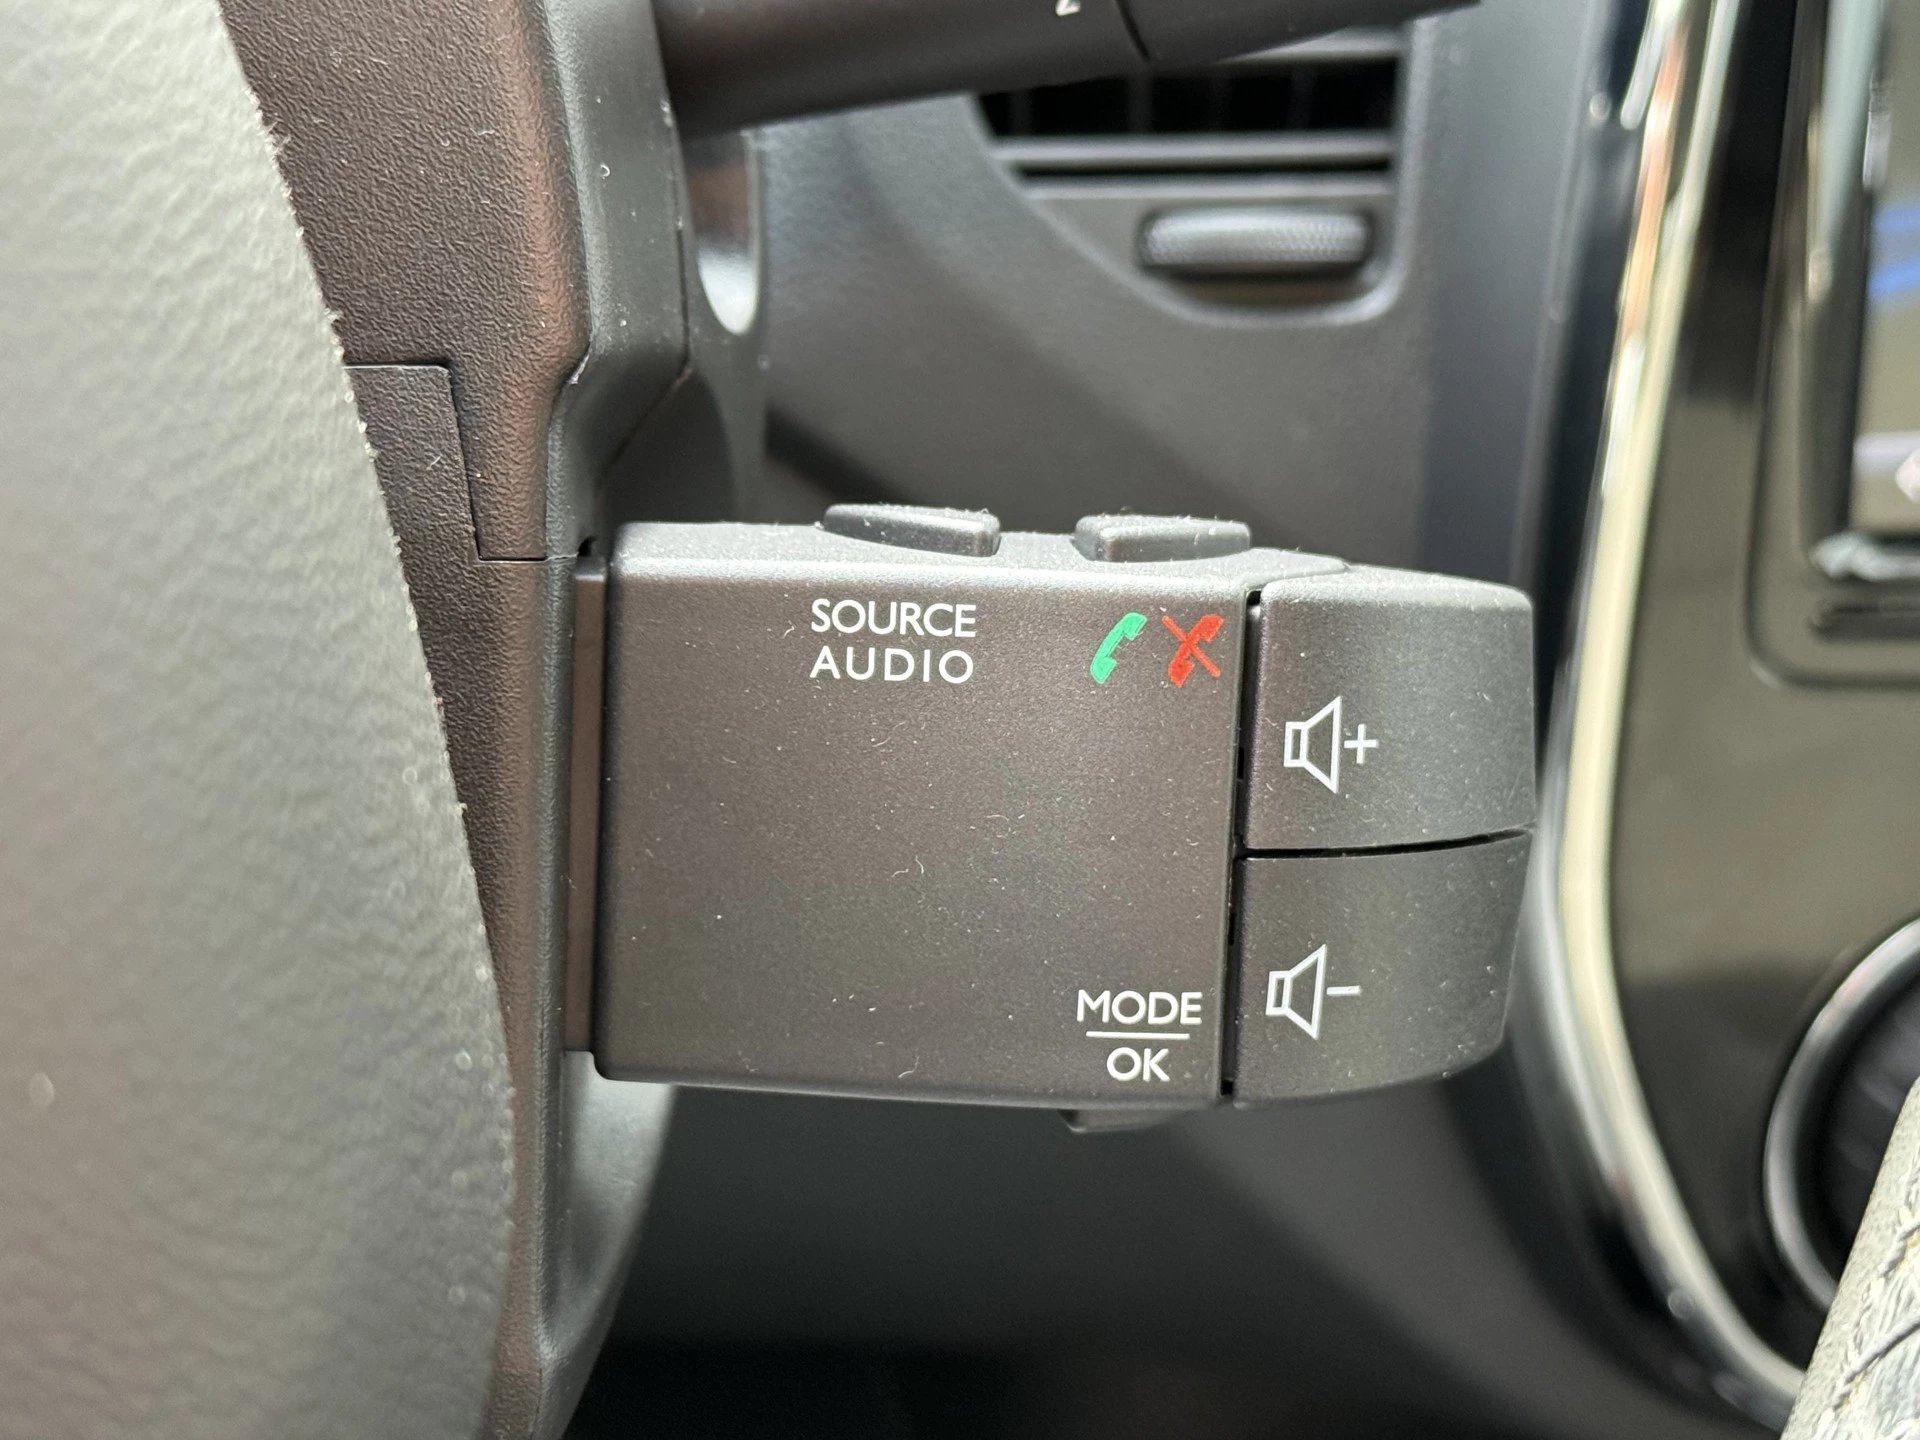 SOURCE
AUDIO
+
-
MODE
OK